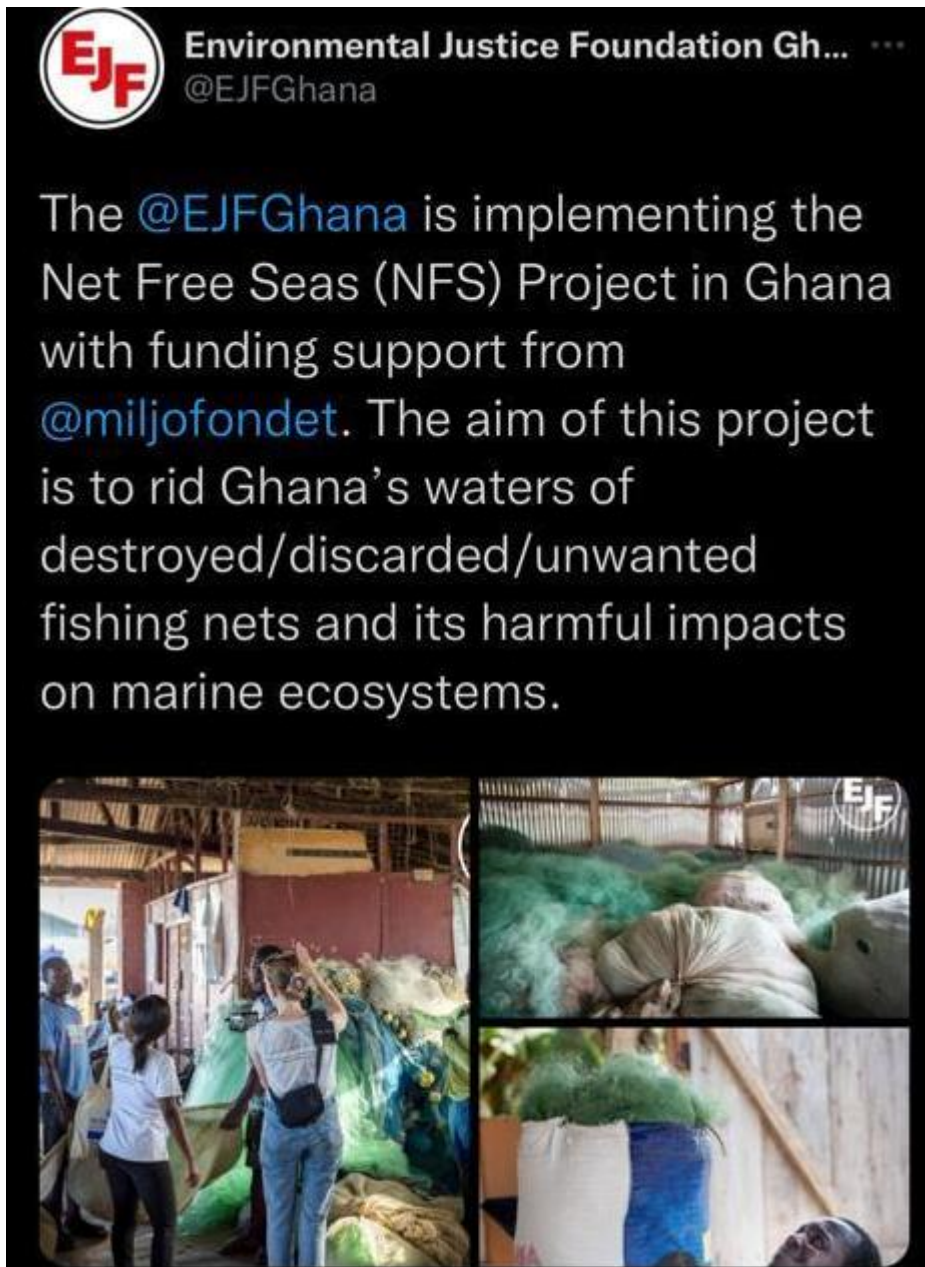 EJF
Environmental Justice Foundation Gh...
@EJFGhana
The @EJFGhana is implementing the
Net Free Seas (NFS) Project in Ghana
with funding support from
@miljofondet. The aim of this project
is to rid Ghana’s waters of
destroyed/discarded/unwanted
fishing nets and its harmful impacts
on marine ecosystems.
EJF